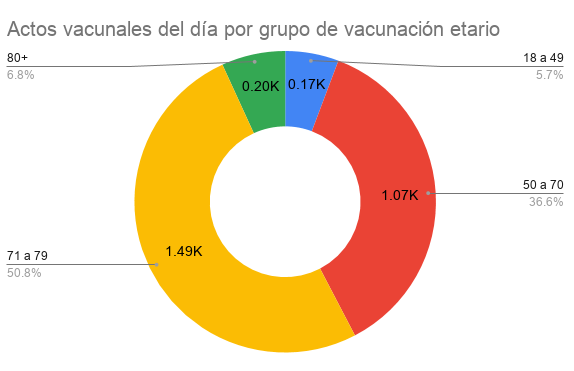 Actos vacunales del día por grupo de vacunación etario
80+
6.8%
18 a 49
5.7%
0.20K
0.17K
50 a 70
36.6%
1.07K
1.49K
71 a 79
50.8%